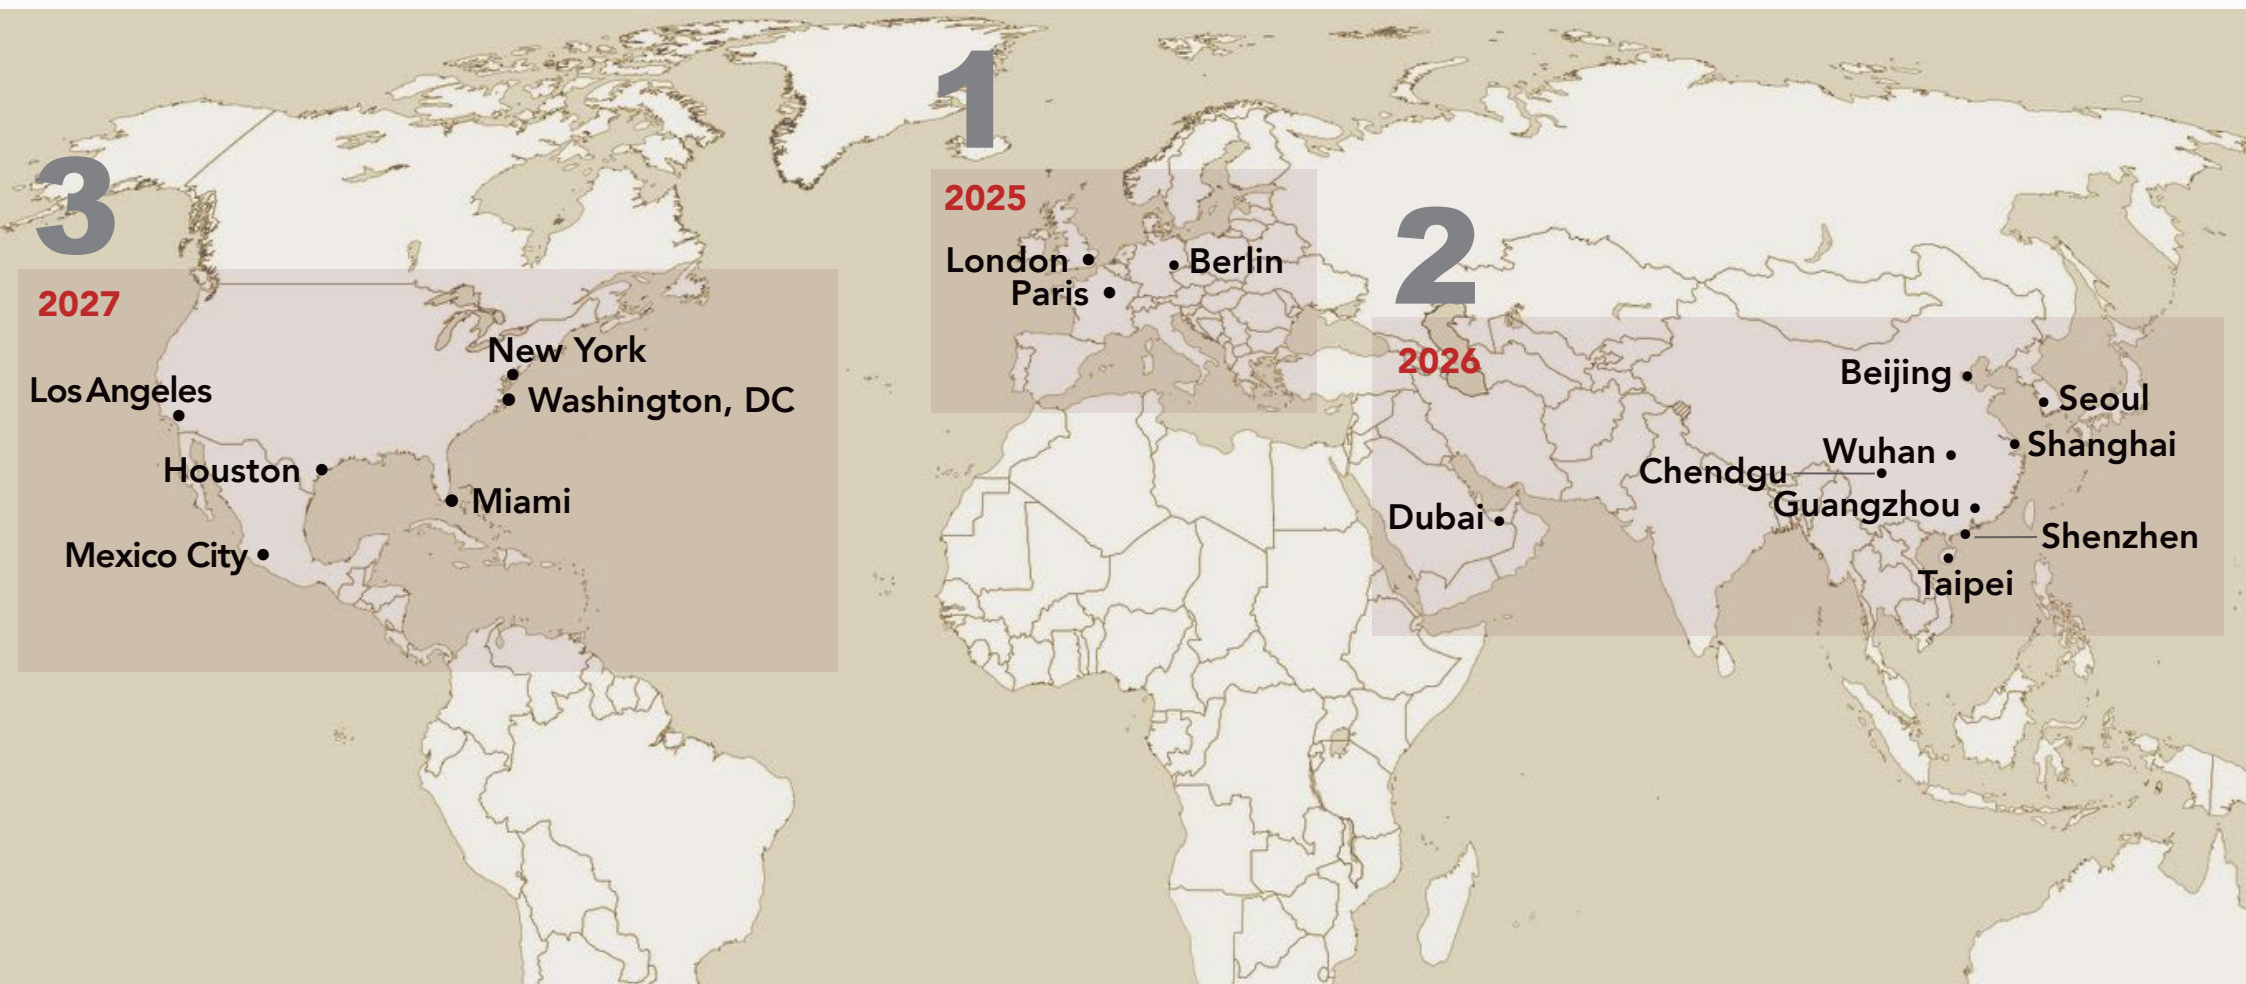 1
2025
London
Berlin
Paris
2
2026
Beijing
Seoul
Shanghai
Wuhan
Chendgu
Guangzhou
Dubai
Shenzhen
Taipei
3
2027
New York
Los Angeles
Washington, DC
Houston
Miami
Mexico City